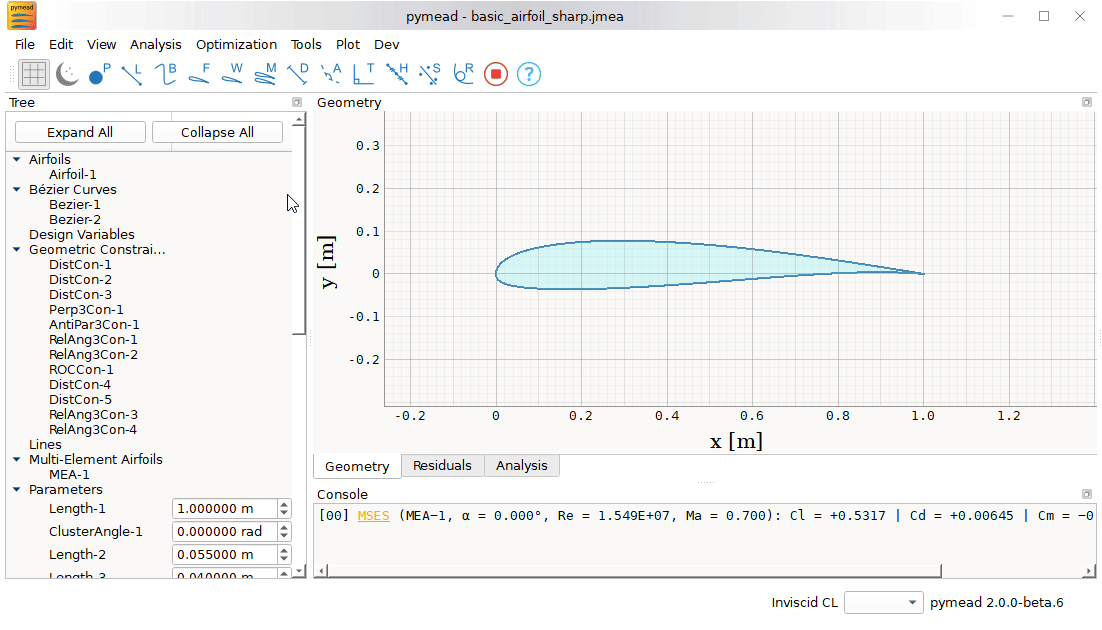 pymead
pymead - basic_airfoil_sharp.jmea
File Edit View Analysis Optimization Tools Plot Dev
P L B F W M D A T H S R ?
Tree
Geometry
Expand All Collapse All
Airfoils
Airfoil-1
Bézier Curves
Bezier-1
Bezier-2
Design Variables
Geometric Constrai...
DistCon-1
DistCon-2
DistCon-3
Perp3Con-1
AntiPar3Con-1
RelAng3Con-1
RelAng3Con-2
ROCCon-1
DistCon-4
DistCon-5
RelAng3Con-3
RelAng3Con-4
Lines
Multi-Element Airfoils
MEA-1
Parameters
Length-1 1.000000 m
ClusterAngle-1 0.000000 rad
Length-2 0.055000 m
Length-3 0.040000 m
0.3
0.2
0.1
0
-0.1
-0.2
y [m]
-0.2 0 0.2 0.4 0.6 0.8 1.0 1.2
x [m]
Geometry Residuals Analysis
Console
[00] MSES (MEA-1, α = 0.000°, Re = 1.549E+07, Ma = 0.700): Cl = +0.5317 | Cd = +0.00645 | Cm = -0
Inviscid CL pymead 2.0.0-beta.6